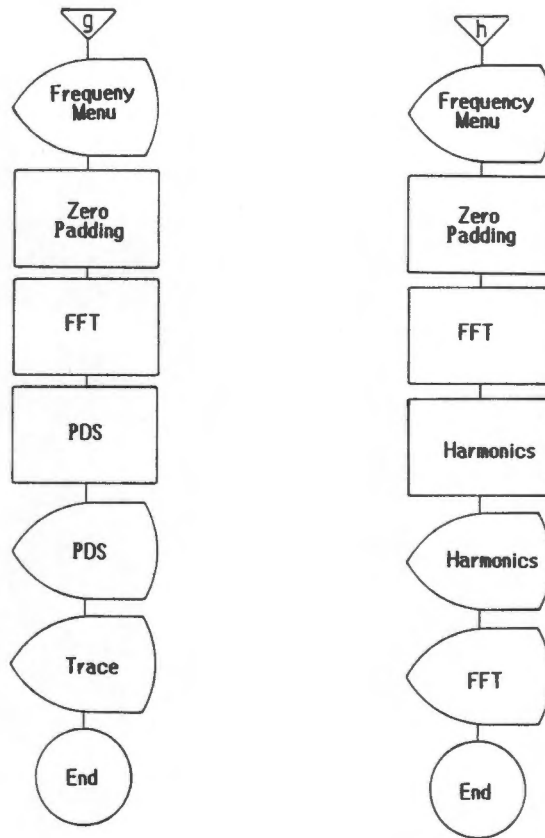 g
Frequeny
Menu
Zero
Padding
FFT
PDS
PDS
Trace
End
h
Frequency
Menu
Zero
Padding
FFT
Harmonics
Harmonics
FFT
End